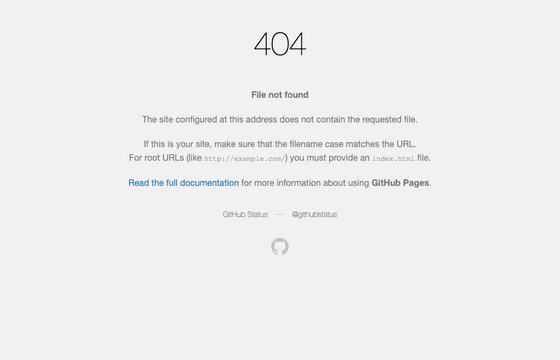 404
File not found
The site configured at this address does not contain the requested file.
If this is your site, make sure that the filename case matches the URL.
For root URLs (like http://example.com/) you must provide an index.html file.
Read the full documentation for more information about using GitHub Pages.
GitHub Status — @githubstatus